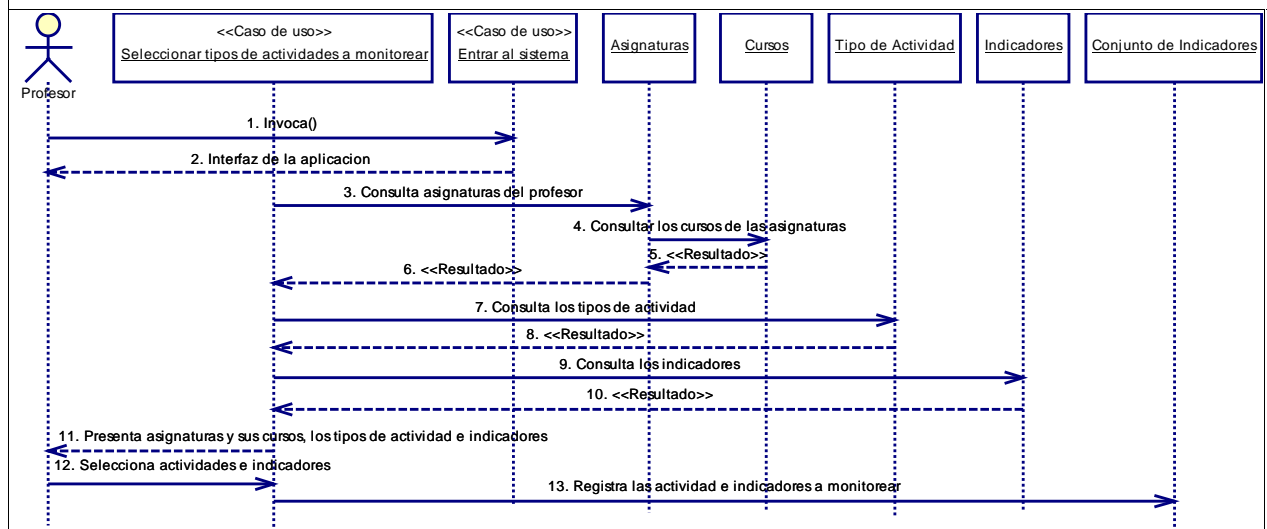 <<Caso de uso>>
Seleccionar tipos de actividades a monitorear
<<Caso de uso>>
Entrar al sistema
Asignaturas
Cursos
Tipo de Actividad
Indicadores
Conjunto de Indicadores
Profesor
1. Invoca()
2. Interfaz de la aplicacion
3. Consulta asignaturas del profesor
4. Consultar los cursos de las asignaturas
5. <<Resultado>>
6. <<Resultado>>
7. Consulta los tipos de actividad
8. <<Resultado>>
9. Consulta los indicadores
10. <<Resultado>>
11. Presenta asignaturas y sus cursos, los tipos de actividad e indicadores
12. Selecciona actividades e indicadores
13. Registra las actividad e indicadores a monitorear